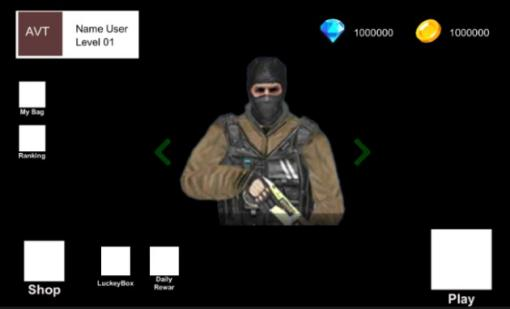 AVT
Name User
Level 01
1000000
1000000
My Bag
Ranking
Shop
LuckeyBox
Daily
Rewar
Play